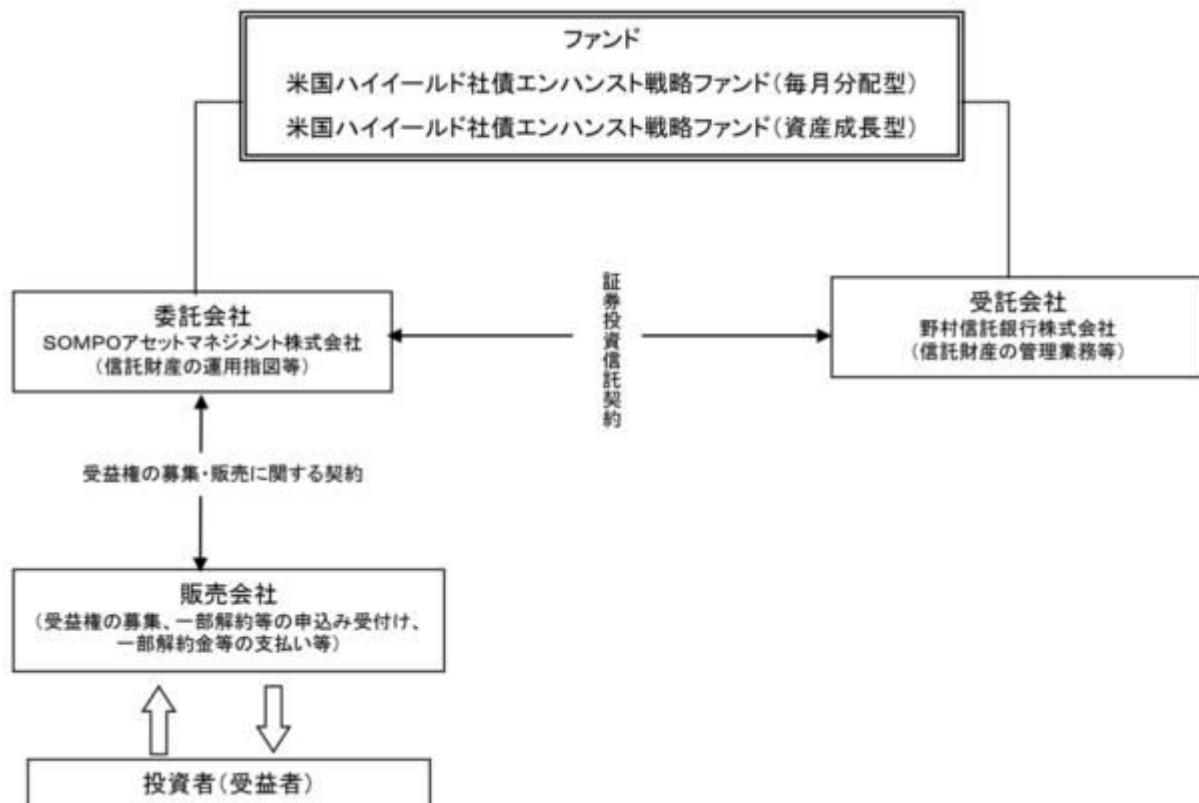 ファンド
米国ハイイールド社債エンハンスト戦略ファンド(毎月分配型)
米国ハイイールド社債エンハンスト戦略ファンド(資産成長型)
委託会社
SOMPOアセットマネジメント株式会社
(信託財産の運用指図等)
証券投資信託契約
受託会社
野村信託銀行株式会社
(信託財産の管理業務等)
受益権の募集・販売に関する契約
販売会社
(受益権の募集、一部解約等の申込み受付け、
一部解約金等の支払い等)
投資者(受益者)